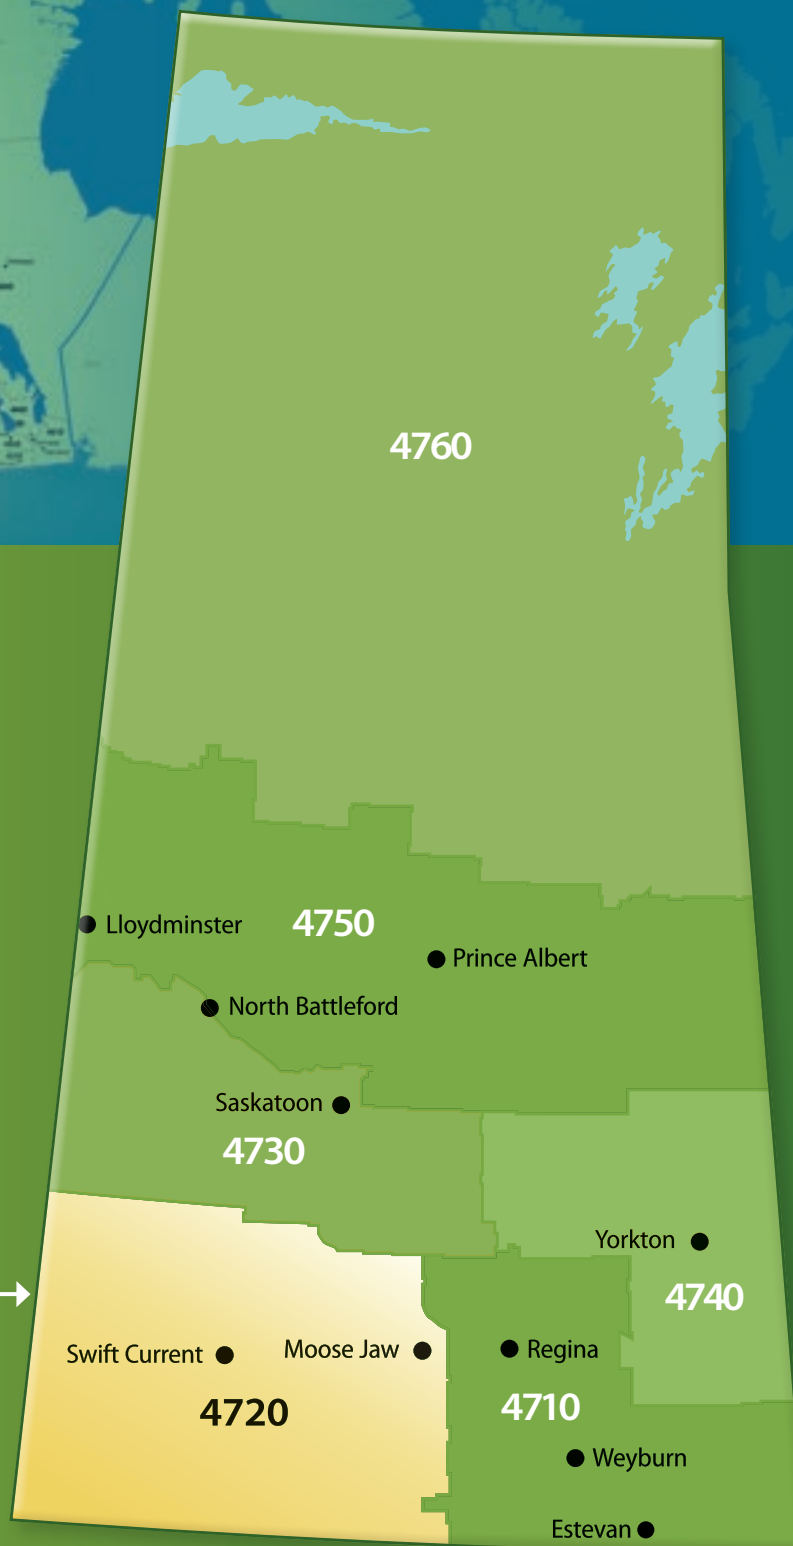 4760
Lloydminster
4750
Prince Albert
North Battleford
Saskatoon
4730
Yorkton
4740
Swift Current
Moose Jaw
Regina
4720
4710
Weyburn
Estevan